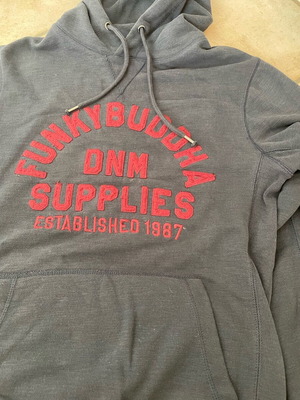 FUNKYBUDDHA
DNM
SUPPLIES
ESTABLISHED 1987